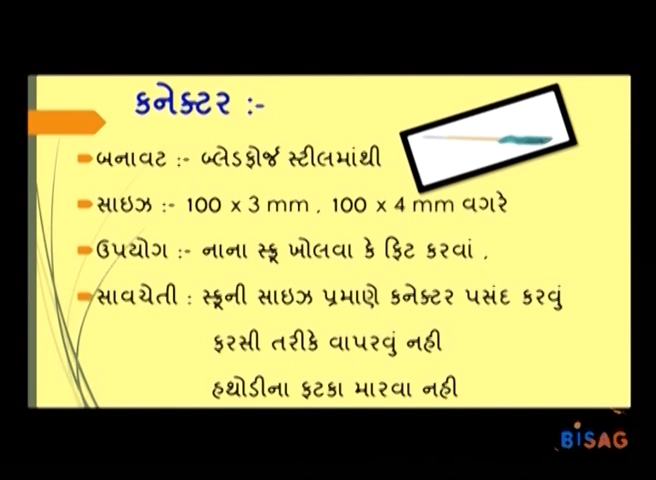 કનેક્ટર :-
બનાવટ :- બ્લેડફોર્જ સ્ટીલમાંથી
સાઇઝ :- 100 x 3 mm , 100 x 4 mm વગરે
ઉપયોગ :- નાના સ્ક્રૂ ખોલવા કે ફિટ કરવાં .
સાવચેતી : સ્ક્રૂની સાઇઝ પ્રમાણે કનેક્ટર પસંદ કરવું
ફરસી તરીકે વાપરવું નહી
હથોડીના ફટકા મારવા નહી
BISAG